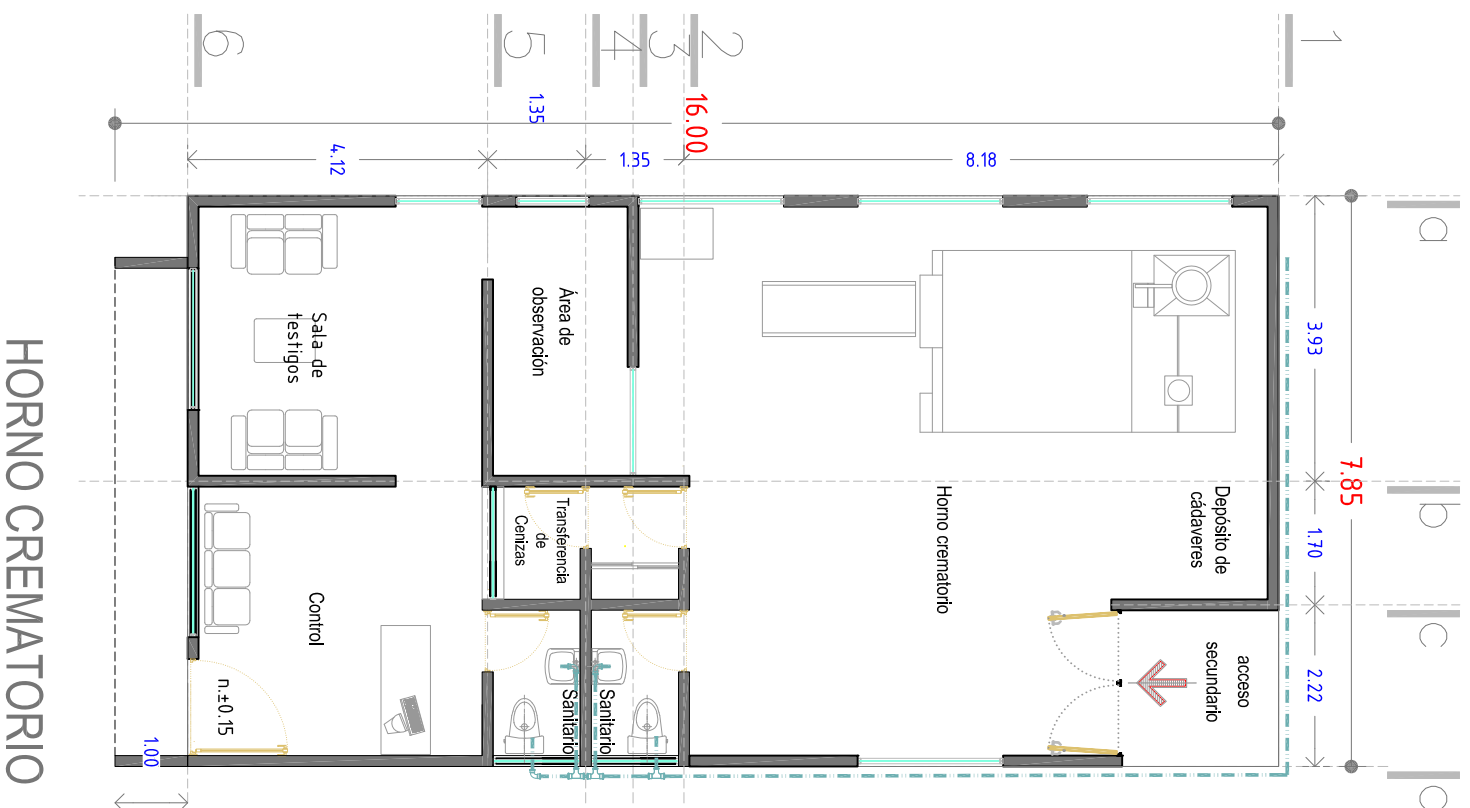 a
b
c
7.85
1
3.93
1.70
2.22
acceso
secundario
Depósito de
cádaveres
8.18
Horno crematorio
2
16.00
3
1.35
4
Sanitario
Sanitario
Transferencia
de
Cenizas
Área de
observación
1.35
5
4.12
Sala de
testigos
Control
n.±0.15
6
1.00
HORNO CREMATORIO